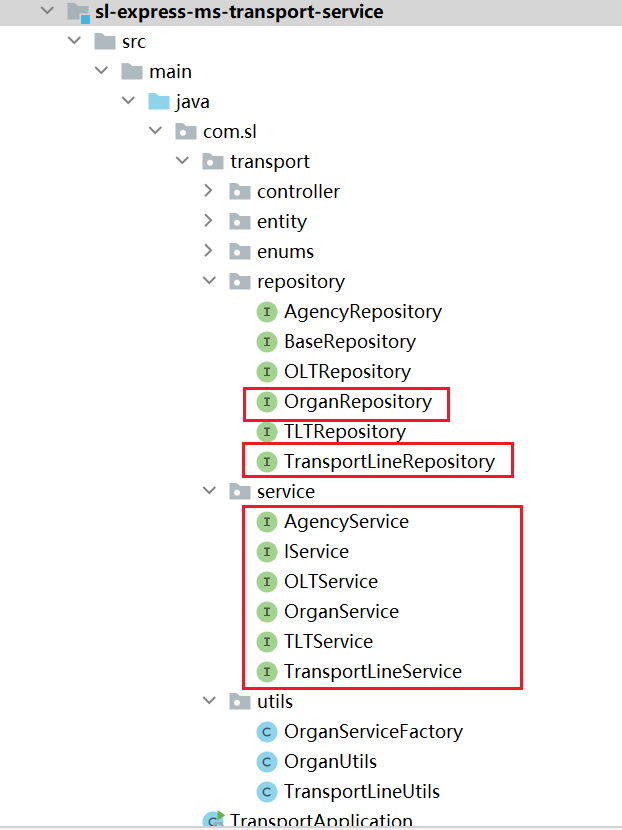 sl-express-ms-transport-service
src
main
java
com.sl
transport
controller
entity
enums
repository
AgencyRepository
BaseRepository
OLTRepository
OrganRepository
TLTRepository
TransportLineRepository
service
AgencyService
IService
OLTService
OrganService
TLTService
TransportLineService
utils
OrganServiceFactory
OrganUtils
TransportLineUtils
TransportApplication